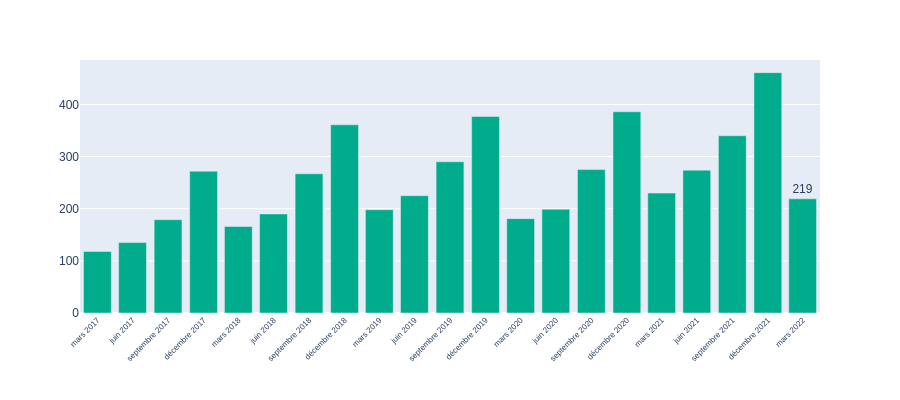 400
300
200
100
0
219
mars 2017
juin 2017
septembre 2017
décembre 2017
mars 2018
juin 2018
septembre 2018
décembre 2018
mars 2019
juin 2019
septembre 2019
décembre 2019
mars 2020
juin 2020
septembre 2020
décembre 2020
mars 2021
juin 2021
septembre 2021
décembre 2021
mars 2022